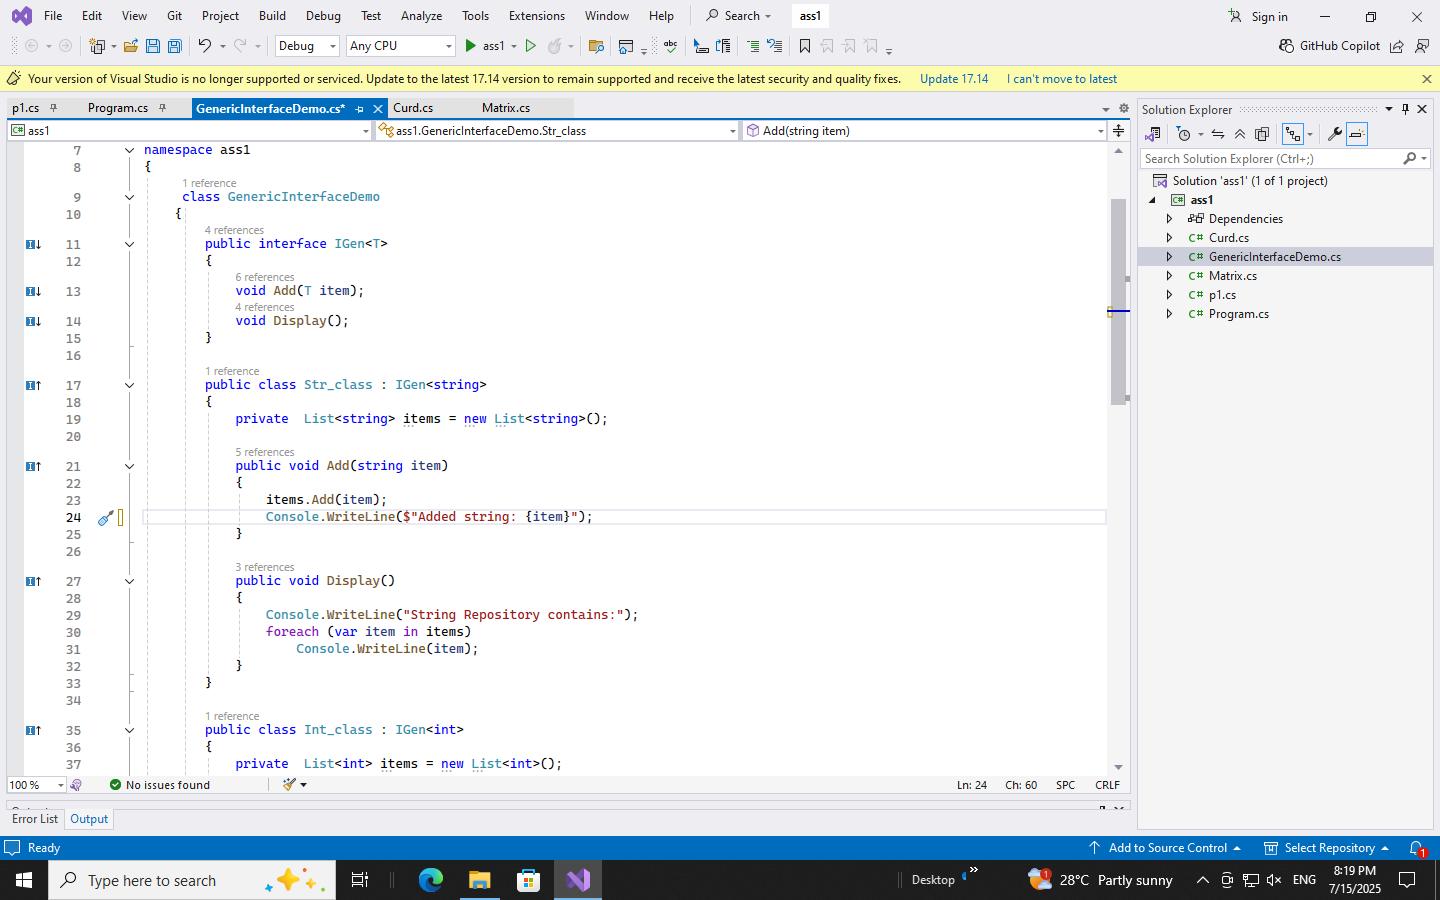 File Edit View Git Project Build Debug Test Analyze Tools Extensions Window Help Search ass1 Sign in
Debug Any CPU ass1 GitHub Copilot
Your version of Visual Studio is no longer supported or serviced. Update to the latest 17.14 version to remain supported and receive the latest security and quality fixes. Update 17.14 I can't move to latest
p1.cs Program.cs GenericInterfaceDemo.cs* Curd.cs Matrix.cs
ass1 ass1.GenericInterfaceDemo.Str_class Add(string item)
7 namespace ass1
8 {
1 reference
9 class GenericInterfaceDemo
10 {
4 references
11 public interface IGen<T>
12 {
6 references
13 void Add(T item);
4 references
14 void Display();
15 }
16
1 reference
17 public class Str_class : IGen<string>
18 {
19 private List<string> items = new List<string>();
20
5 references
21 public void Add(string item)
22 {
23 items.Add(item);
24 Console.WriteLine($"Added string: {item}");
25 }
26
3 references
27 public void Display()
28 {
29 Console.WriteLine("String Repository contains:");
30 foreach (var item in items)
31 Console.WriteLine(item);
32 }
33 }
34
1 reference
35 public class Int_class : IGen<int>
36 {
37 private List<int> items = new List<int>();
100 % No issues found Ln: 24 Ch: 60 SPC CRLF
Error List Output
Solution Explorer
Search Solution Explorer (Ctrl+;)
Solution 'ass1' (1 of 1 project)
ass1
Dependencies
C# Curd.cs
C# GenericInterfaceDemo.cs
C# Matrix.cs
C# p1.cs
C# Program.cs
Ready Add to Source Control Select Repository 1
Type here to search Desktop 1 28°C Partly sunny ENG 8:19 PM
7/15/2025